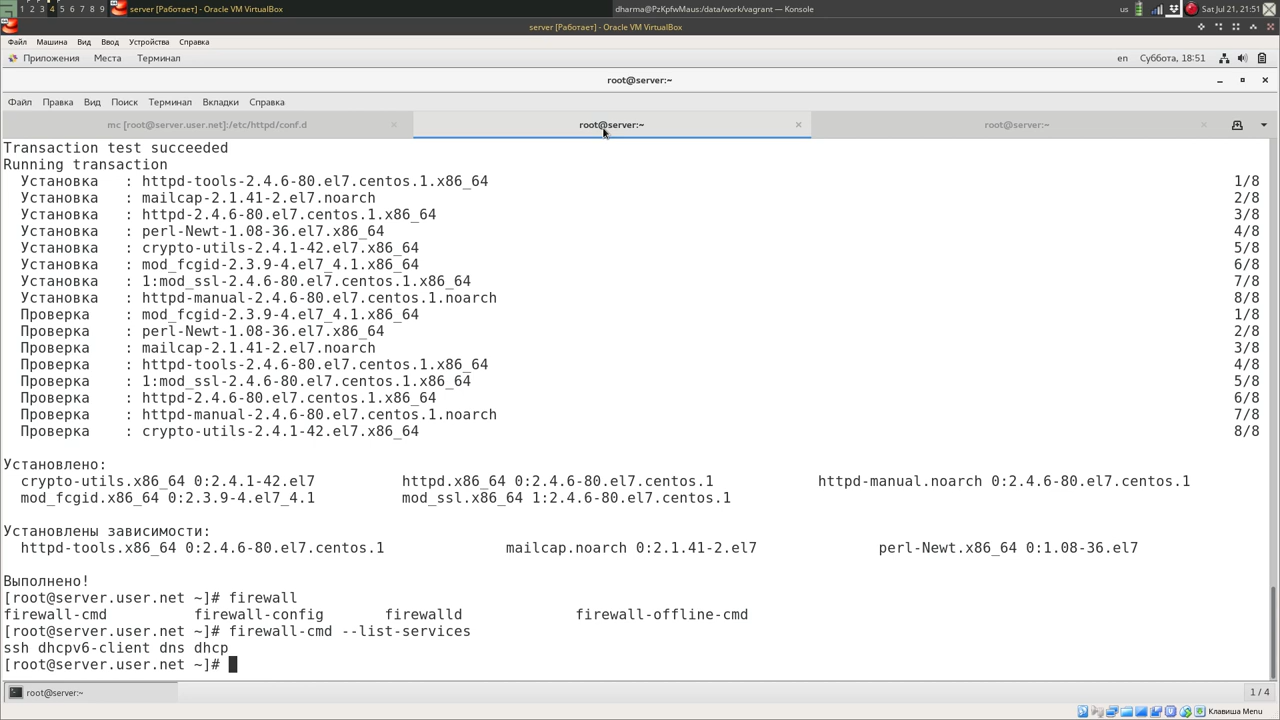 1 2 3 4 5 6 7 8 9
server [Работает] - Oracle VM VirtualBox
dharma@PzKpfwMaus:/data/work/vagrant — Konsole
us
Sat Jul 21, 21:51
server [Работает] - Oracle VM VirtualBox
Файл Машина Вид Ввод Устройства Справка
Приложения Места Терминал
en Суббота, 18:51
root@server:~
Файл Правка Вид Поиск Терминал Вкладки Справка
mc [root@server.user.net]:/etc/httpd/conf.d
root@server:~
root@server:~
Transaction test succeeded
Running transaction
  Установка   : httpd-tools-2.4.6-80.el7.centos.1.x86_64 1/8
  Установка   : mailcap-2.1.41-2.el7.noarch 2/8
  Установка   : httpd-2.4.6-80.el7.centos.1.x86_64 3/8
  Установка   : perl-Newt-1.08-36.el7.x86_64 4/8
  Установка   : crypto-utils-2.4.1-42.el7.x86_64 5/8
  Установка   : mod_fcgid-2.3.9-4.el7_4.1.x86_64 6/8
  Установка   : 1:mod_ssl-2.4.6-80.el7.centos.1.x86_64 7/8
  Установка   : httpd-manual-2.4.6-80.el7.centos.1.noarch 8/8
  Проверка    : mod_fcgid-2.3.9-4.el7_4.1.x86_64 1/8
  Проверка    : perl-Newt-1.08-36.el7.x86_64 2/8
  Проверка    : mailcap-2.1.41-2.el7.noarch 3/8
  Проверка    : httpd-tools-2.4.6-80.el7.centos.1.x86_64 4/8
  Проверка    : 1:mod_ssl-2.4.6-80.el7.centos.1.x86_64 5/8
  Проверка    : httpd-2.4.6-80.el7.centos.1.x86_64 6/8
  Проверка    : httpd-manual-2.4.6-80.el7.centos.1.noarch 7/8
  Проверка    : crypto-utils-2.4.1-42.el7.x86_64 8/8
Установлено:
  crypto-utils.x86_64 0:2.4.1-42.el7 httpd.x86_64 0:2.4.6-80.el7.centos.1 httpd-manual.noarch 0:2.4.6-80.el7.centos.1
  mod_fcgid.x86_64 0:2.3.9-4.el7_4.1 mod_ssl.x86_64 1:2.4.6-80.el7.centos.1
Установлены зависимости:
  httpd-tools.x86_64 0:2.4.6-80.el7.centos.1 mailcap.noarch 0:2.1.41-2.el7 perl-Newt.x86_64 0:1.08-36.el7
Выполнено!
[root@server.user.net ~]# firewall
firewall-cmd firewall-config firewalld firewall-offline-cmd
[root@server.user.net ~]# firewall-cmd --list-services
ssh dhcpv6-client dns dhcp
[root@server.user.net ~]#
root@server:~
1 / 4
Клавиша Menu